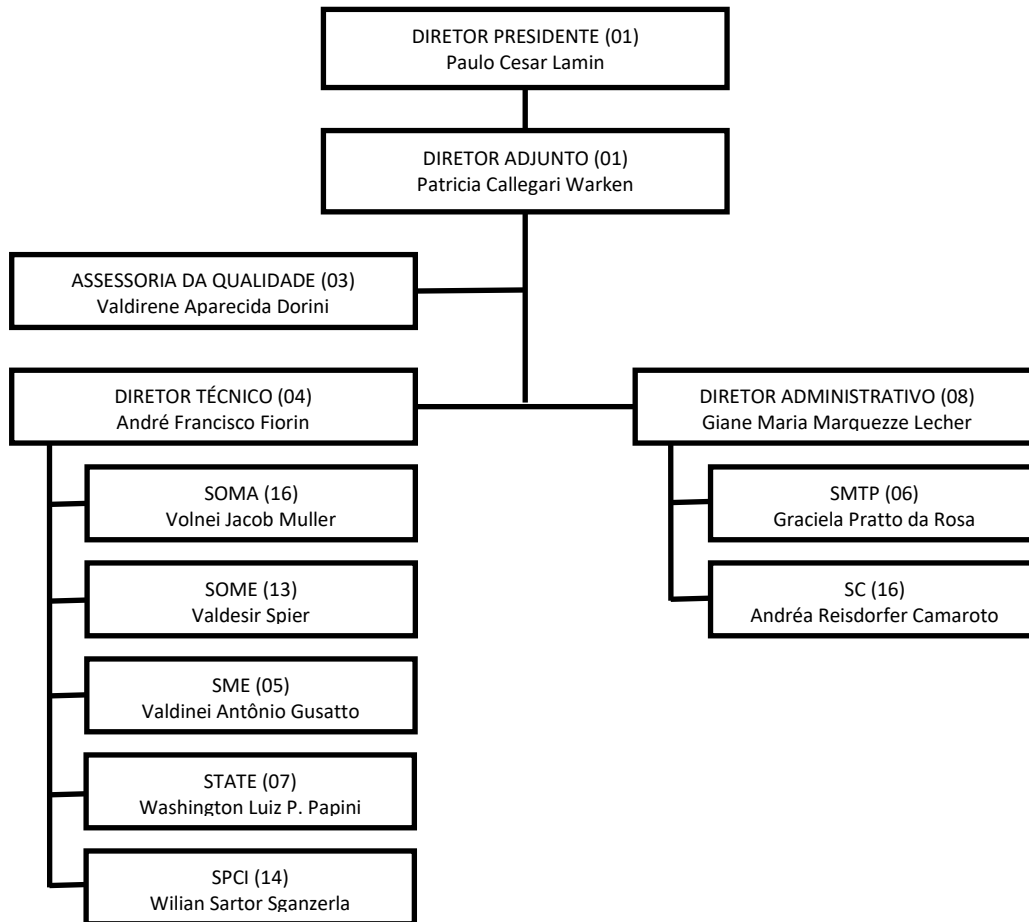 DIRETOR PRESIDENTE (01)
Paulo Cesar Lamin
DIRETOR ADJUNTO (01)
Patricia Callegari Warken
ASSESSORIA DA QUALIDADE (03)
Valdirene Aparecida Dorini
DIRETOR TÉCNICO (04)
André Francisco Fiorin
SOMA (16)
Volnei Jacob Muller
SOME (13)
Valdesir Spier
SME (05)
Valdinei Antônio Gusatto
STATE (07)
Washington Luiz P. Papini
SPCI (14)
Wilian Sartor Sganzerla
DIRETOR ADMINISTRATIVO (08)
Giane Maria Marquezze Lecher
SMTP (06)
Graciela Pratto da Rosa
SC (16)
Andréa Reisdorfer Camaroto